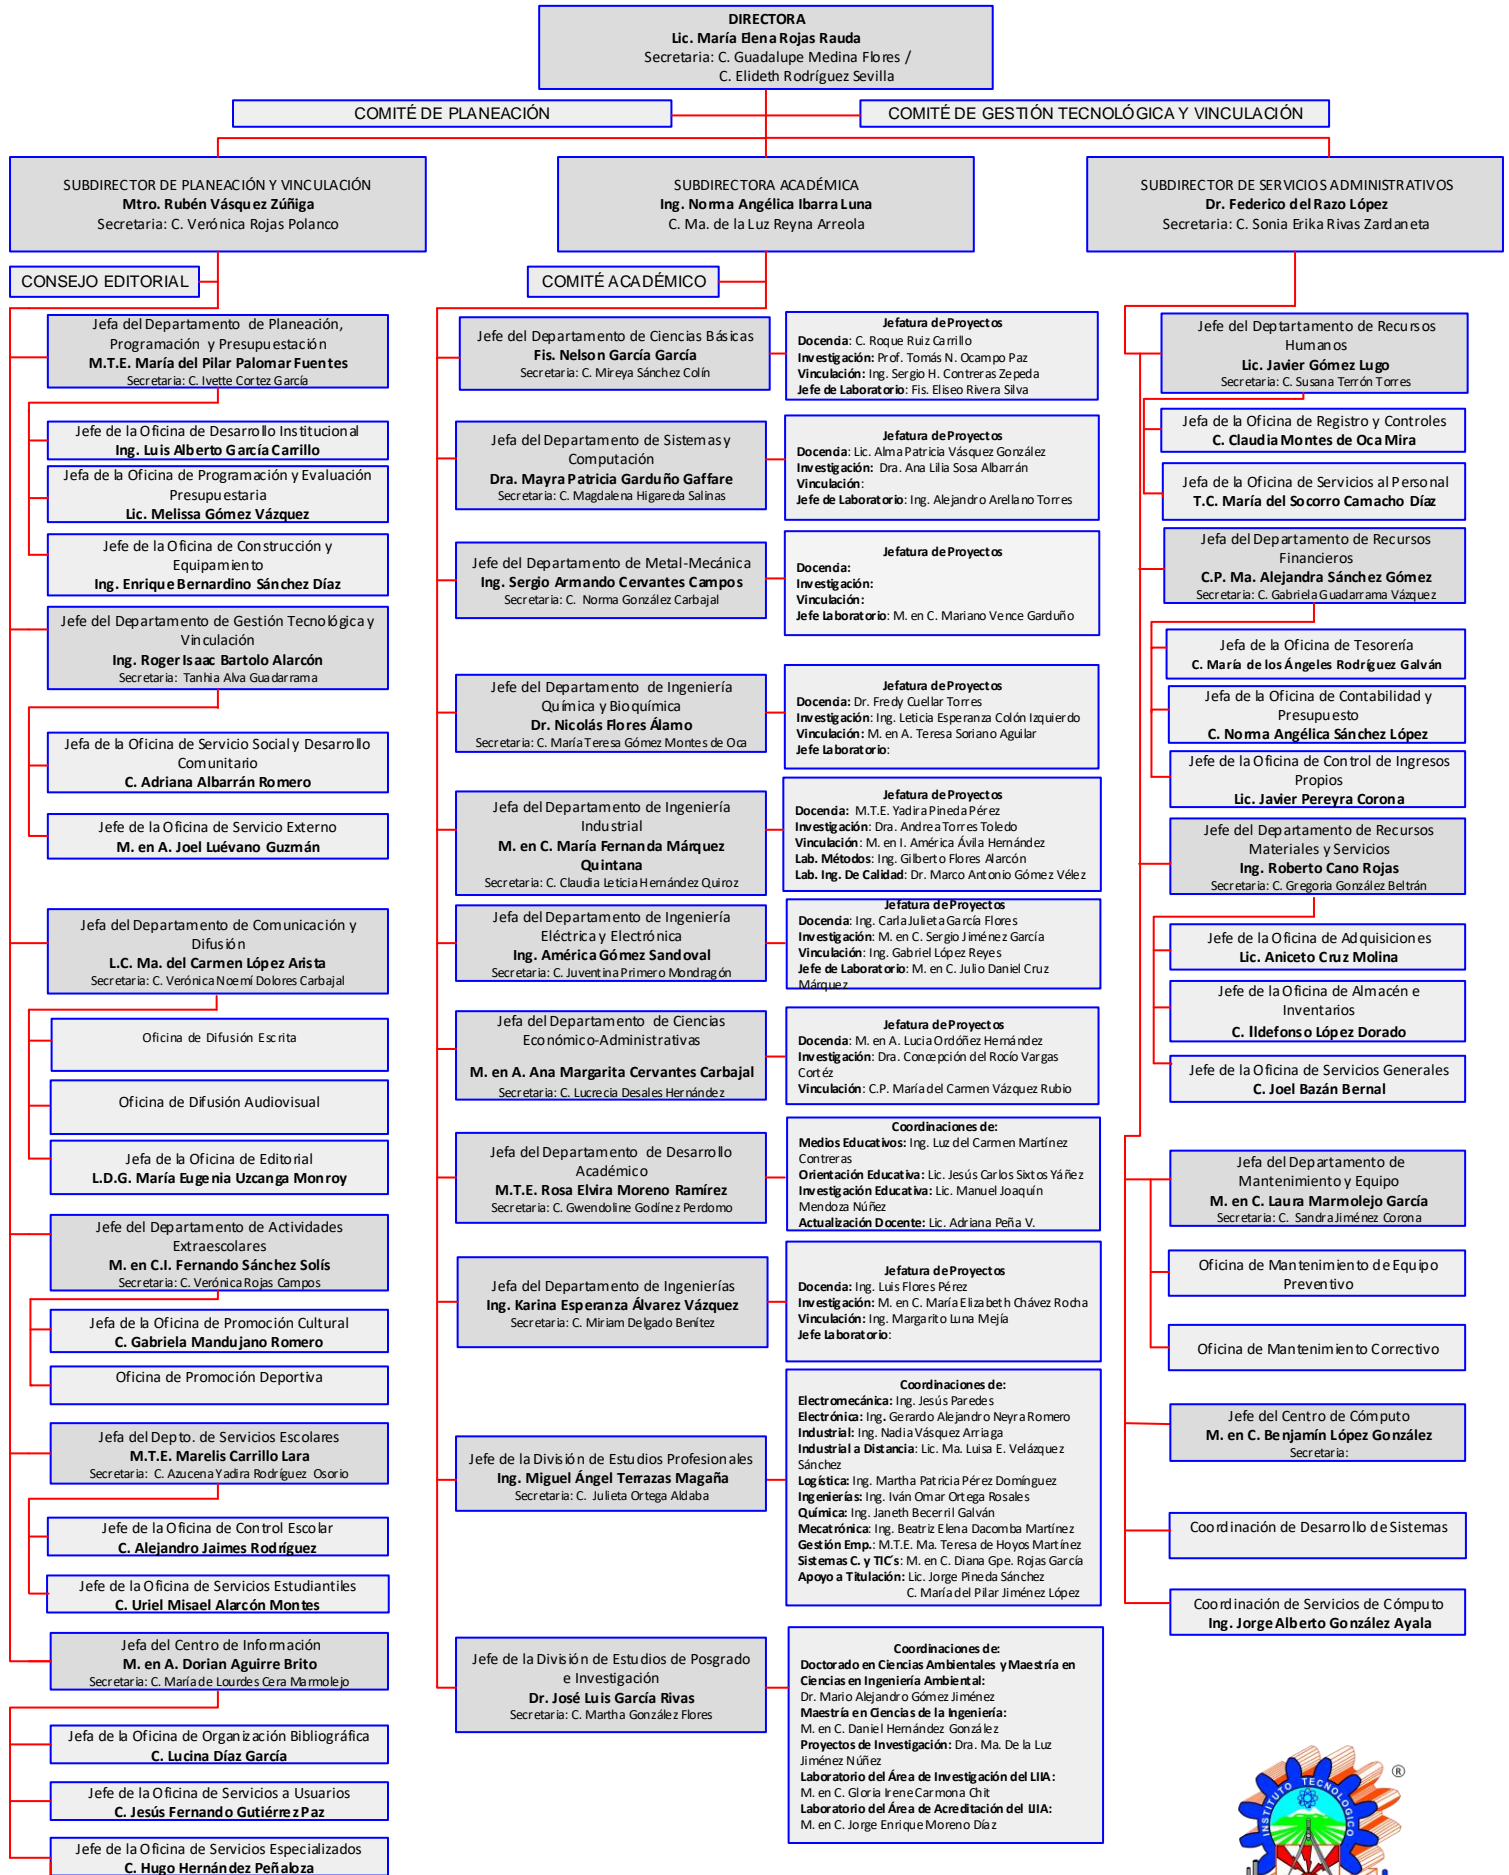 DIRECTORA
Lic. María Elena Rojas Rauda
Secretaria: C. Guadalupe Medina Flores /
C. Elideth Rodríguez Sevilla
COMITÉ DE PLANEACIÓN
COMITÉ DE GESTIÓN TECNOLÓGICA Y VINCULACIÓN
SUBDIRECTOR DE PLANEACIÓN Y VINCULACIÓN
Mtro. Rubén Vásquez Zúñiga
Secretaria: C. Verónica Rojas Polanco
SUBDIRECTORA ACADÉMICA
Ing. Norma Angélica Ibarra Luna
C. Ma. de la Luz Reyna Arreola
SUBDIRECTOR DE SERVICIOS ADMINISTRATIVOS
Dr. Federico del Razo López
Secretaria: C. Sonia Erika Rivas Zardaneta
CONSEJO EDITORIAL
COMITÉ ACADÉMICO
Jefa del Departamento de Planeación,
Programación y Presupuestación
M.T.E. María del Pilar Palomar Fuentes
Secretaria: C. Ivette Cortez García
Jefe de la Oficina de Desarrollo Institucional
Ing. Luis Alberto García Carrillo
Jefa de la Oficina de Programación y Evaluación
Presupuestaria
Lic. Melissa Gómez Vázquez
Jefe de la Oficina de Construcción y
Equipamiento
Ing. Enrique Bernardino Sánchez Díaz
Jefe del Departamento de Gestión Tecnológica y
Vinculación
Ing. Roger Isaac Bartolo Alarcón
Secretaria: Tanhia Alva Guadarrama
Jefa de la Oficina de Servicio Social y Desarrollo
Comunitario
C. Adriana Albarrán Romero
Jefe de la Oficina de Servicio Externo
M. en A. Joel Luévano Guzmán
Jefa del Departamento de Comunicación y
Difusión
L.C. Ma. del Carmen López Arista
Secretaria: C. Verónica Noemí Dolores Carbajal
Oficina de Difusión Escrita
Oficina de Difusión Audiovisual
Jefa de la Oficina de Editorial
L.D.G. María Eugenia Uzcanga Monroy
Jefe del Departamento de Actividades
Extraescolares
M. en C.I. Fernando Sánchez Solís
Secretaria: C. Verónica Rojas Campos
Jefa de la Oficina de Promoción Cultural
C. Gabriela Mandujano Romero
Oficina de Promoción Deportiva
Jefa del Depto. de Servicios Escolares
M.T.E. Marelis Carrillo Lara
Secretaria: C. Azucena Yadira Rodríguez Osorio
Jefe de la Oficina de Control Escolar
C. Alejandro Jaimes Rodríguez
Jefe de la Oficina de Servicios Estudiantiles
C. Uriel Misael Alarcón Montes
Jefa del Centro de Información
M. en A. Dorian Aguirre Brito
Secretaria: C. María de Lourdes Cera Marmolejo
Jefa de la Oficina de Organización Bibliográfica
C. Lucina Díaz García
Jefe de la Oficina de Servicios a Usuarios
C. Jesús Fernando Gutiérrez Paz
Jefe de la Oficina de Servicios Especializados
C. Hugo Hernández Peñaloza
Jefe del Departamento de Ciencias Básicas
Fis. Nelson García García
Secretaria: C. Mireya Sánchez Colín
Jefatura de Proyectos
Docencia: C. Roque Ruiz Carrillo
Investigación: Prof. Tomás N. Ocampo Paz
Vinculación: Ing. Sergio H. Contreras Zepeda
Jefe de Laboratorio: Fis. Eliseo Rivera Silva
Jefa del Departamento de Sistemas y
Computación
Dra. Mayra Patricia Garduño Gaffare
Secretaria: C. Magdalena Higareda Salinas
Jefatura de Proyectos
Docencia: Lic. Alma Patricia Vásquez González
Investigación: Dra. Ana Lilia Sosa Albarrán
Vinculación:
Jefe de Laboratorio: Ing. Alejandro Arellano Torres
Jefe del Departamento de Metal-Mecánica
Ing. Sergio Armando Cervantes Campos
Secretaria: C. Norma González Carbajal
Jefatura de Proyectos
Docencia:
Investigación:
Vinculación:
Jefe Laboratorio: M. en C. Mariano Vence Garduño
Jefe del Departamento de Ingeniería
Química y Bioquímica
Dr. Nicolás Flores Álamo
Secretaria: C. María Teresa Gómez Montes de Oca
Jefatura de Proyectos
Docencia: Dr. Fredy Cuellar Torres
Investigación: Ing. Leticia Esperanza Colón Izquierdo
Vinculación: M. en A. Teresa Soriano Aguilar
Jefe Laboratorio:
Jefa del Departamento de Ingeniería
Industrial
M. en C. María Fernanda Márquez
Quintana
Secretaria: C. Claudia Leticia Hernández Quiroz
Jefatura de Proyectos
Docencia: M.T.E. Yadira Pineda Pérez
Investigación: Dra. Andrea Torres Toledo
Vinculación: M. en I. América Ávila Hernández
Lab. Métodos: Ing. Gilberto Flores Alarcón
Lab. Ing. De Calidad: Dr. Marco Antonio Gómez Vélez
Jefa del Departamento de Ingeniería
Eléctrica y Electrónica
Ing. América Gómez Sandoval
Secretaria: C. Juventina Primero Mondragón
Jefatura de Proyectos
Docencia: Ing. Carla Julieta García Flores
Investigación: M. en C. Sergio Jiménez García
Vinculación: Ing. Gabriel López Reyes
Jefe de Laboratorio: M. en C. Julio Daniel Cruz
Márquez
Jefa del Departamento de Ciencias
Económico-Administrativas
M. en A. Ana Margarita Cervantes Carbajal
Secretaria: C. Lucrecia Desales Hernández
Jefatura de Proyectos
Docencia: M. en A. Lucia Ordóñez Hernández
Investigación: Dra. Concepción del Rocío Vargas
Cortéz
Vinculación: C.P. María del Carmen Vázquez Rubio
Jefa del Departamento de Desarrollo
Académico
M.T.E. Rosa Elvira Moreno Ramírez
Secretaria: C. Gwendoline Godínez Perdomo
Coordinaciones de:
Medios Educativos: Ing. Luz del Carmen Martínez
Contreras
Orientación Educativa: Lic. Jesús Carlos Sixtos Yáñez
Investigación Educativa: Lic. Manuel Joaquín
Mendoza Núñez
Actualización Docente: Lic. Adriana Peña V.
Jefa del Departamento de Ingenierías
Ing. Karina Esperanza Álvarez Vázquez
Secretaria: C. Miriam Delgado Benítez
Jefatura de Proyectos
Docencia: Ing. Luis Flores Pérez
Investigación: M. en C. María Elizabeth Chávez Rocha
Vinculación: Ing. Margarito Luna Mejía
Jefe Laboratorio:
Jefe de la División de Estudios Profesionales
Ing. Miguel Ángel Terrazas Magaña
Secretaria: C. Julieta Ortega Aldaba
Coordinaciones de:
Electromecánica: Ing. Jesús Paredes
Electrónica: Ing. Gerardo Alejandro Neyra Romero
Industrial: Ing. Nadia Vásquez Arriaga
Industrial a Distancia: Lic. Ma. Luisa E. Velázquez
Sánchez
Logística: Ing. Martha Patricia Pérez Domínguez
Ingenierías: Ing. Iván Omar Ortega Rosales
Química: Ing. Janeth Becerril Galván
Mecatrónica: Ing. Beatriz Elena Dacomba Martínez
Gestión Emp.: M.T.E. Ma. Teresa de Hoyos Martínez
Sistemas C. y TIC´s: M. en C. Diana Gpe. Rojas García
Apoyo a Titulación: Lic. Jorge Pineda Sánchez
C. María del Pilar Jiménez López
Jefe de la División de Estudios de Posgrado
e Investigación
Dr. José Luis García Rivas
Secretaria: C. Martha González Flores
Coordinaciones de:
Doctorado en Ciencias Ambientales y Maestría en
Ciencias en Ingeniería Ambiental:
Dr. Mario Alejandro Gómez Jiménez
Maestría en Ciencias de la Ingeniería:
M. en C. Daniel Hernández González
Proyectos de Investigación: Dra. Ma. De la Luz
Jiménez Núñez
Laboratorio del Área de Investigación del LIIA:
M. en C. Gloria Irene Carmona Chit
Laboratorio del Área de Acreditación del LIIA:
M. en C. Jorge Enrique Moreno Díaz
Jefe del Deptartamento de Recursos
Humanos
Lic. Javier Gómez Lugo
Secretaria: C. Susana Terrón Torres
Jefa de la Oficina de Registro y Controles
C. Claudia Montes de Oca Mira
Jefa de la Oficina de Servicios al Personal
T.C. María del Socorro Camacho Díaz
Jefa del Departamento de Recursos
Financieros
C.P. Ma. Alejandra Sánchez Gómez
Secretaria: C. Gabriela Guadarrama Vázquez
Jefa de la Oficina de Tesorería
C. María de los Ángeles Rodríguez Galván
Jefa de la Oficina de Contabilidad y
Presupuesto
C. Norma Angélica Sánchez López
Jefe de la Oficina de Control de Ingresos
Propios
Lic. Javier Pereyra Corona
Jefe del Departamento de Recursos
Materiales y Servicios
Ing. Roberto Cano Rojas
Secretaria: C. Gregoria González Beltrán
Jefe de la Oficina de Adquisiciones
Lic. Aniceto Cruz Molina
Jefe de la Oficina de Almacén e
Inventarios
C. Ildefonso López Dorado
Jefe de la Oficina de Servicios Generales
C. Joel Bazán Bernal
Jefa del Departamento de
Mantenimiento y Equipo
M. en C. Laura Marmolejo García
Secretaria: C. Sandra Jiménez Corona
Oficina de Mantenimiento de Equipo
Preventivo
Oficina de Mantenimiento Correctivo
Jefe del Centro de Cómputo
M. en C. Benjamín López González
Secretaria:
Coordinación de Desarrollo de Sistemas
Coordinación de Servicios de Cómputo
Ing. Jorge Alberto González Ayala
INSTITUTO TECNOLOGICO
®